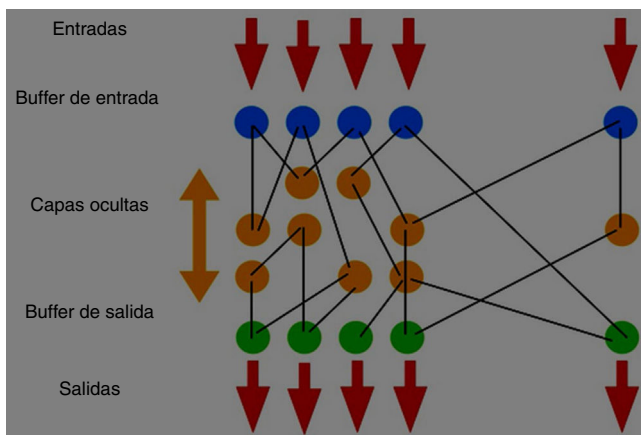 Entradas
Buffer de entrada
Capas ocultas
Buffer de salida
Salidas